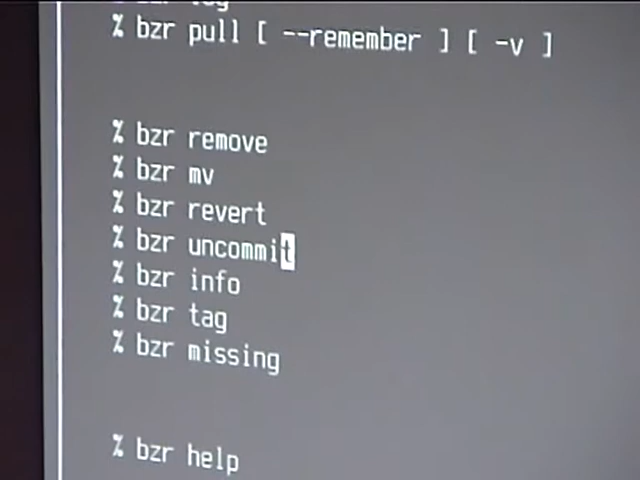 % bzr pull [ --remember ] [ -v ]
% bzr remove
% bzr mv
% bzr revert
% bzr uncommit
% bzr info
% bzr tag
% bzr missing
% bzr help